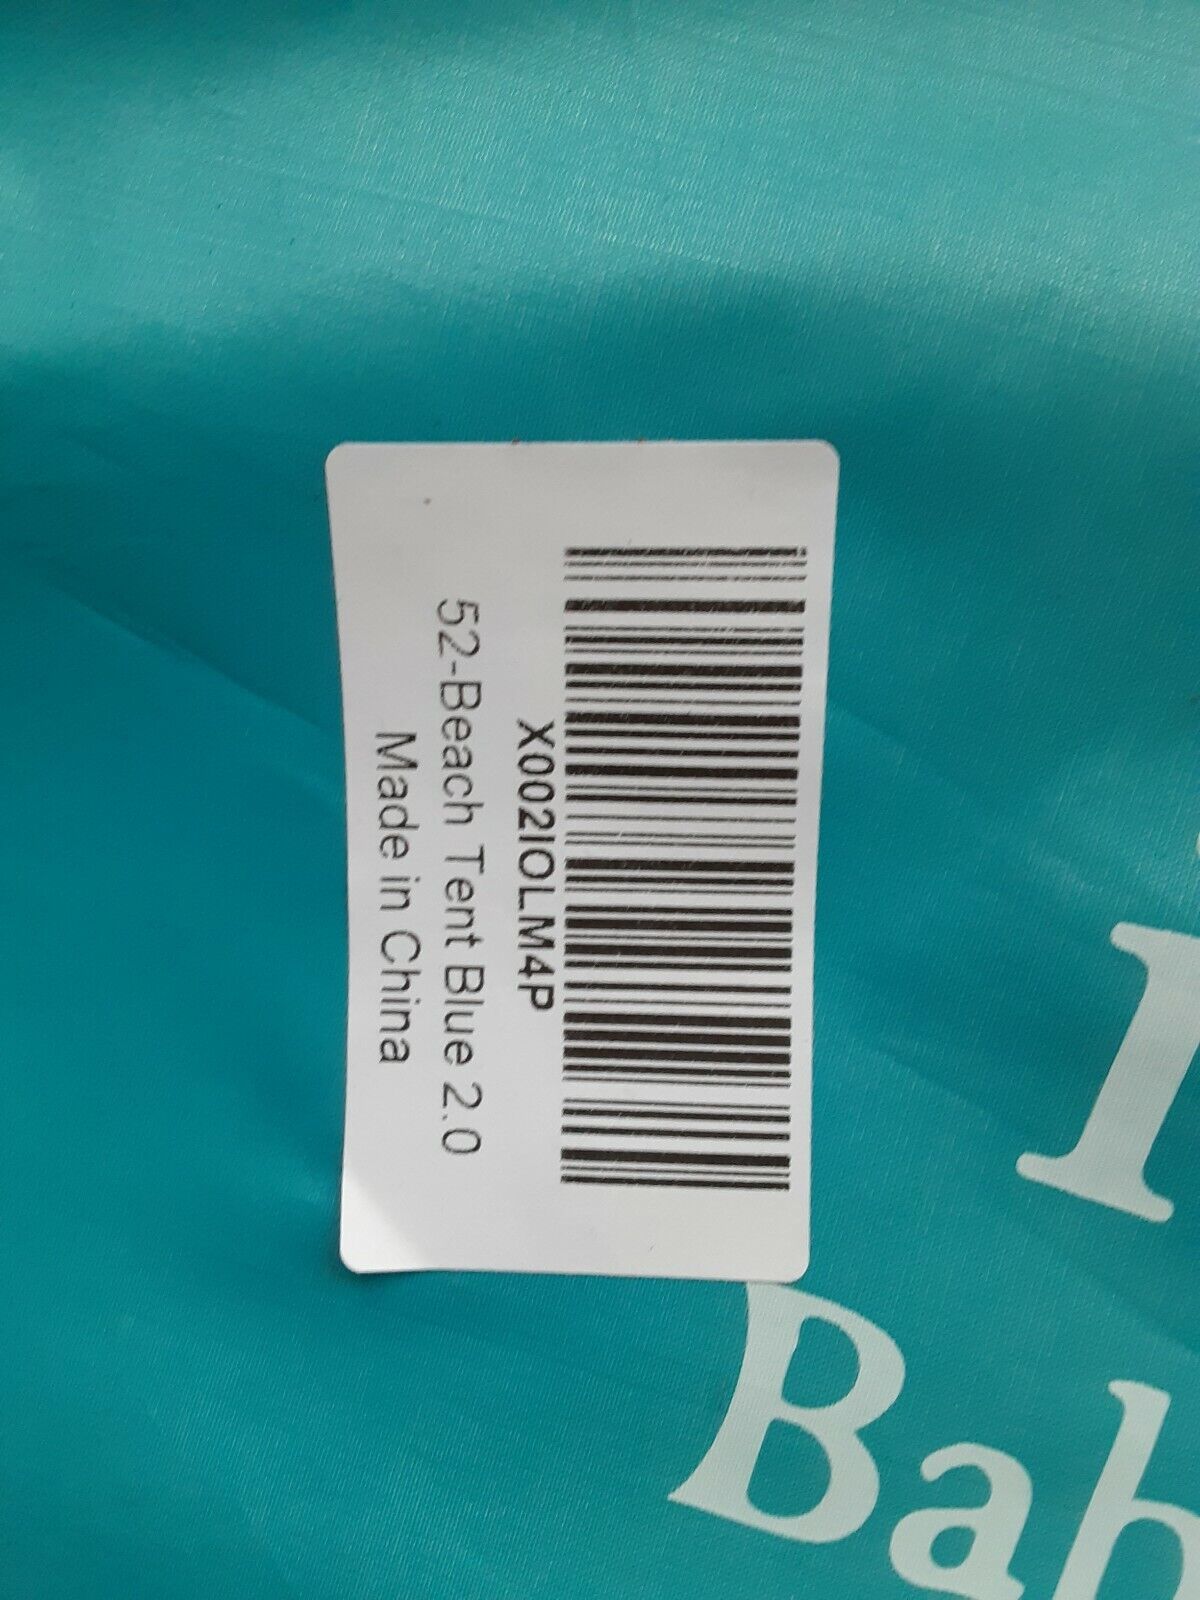 X002IOLM4P
52-Beach Tent Blue 2.0
Made in China